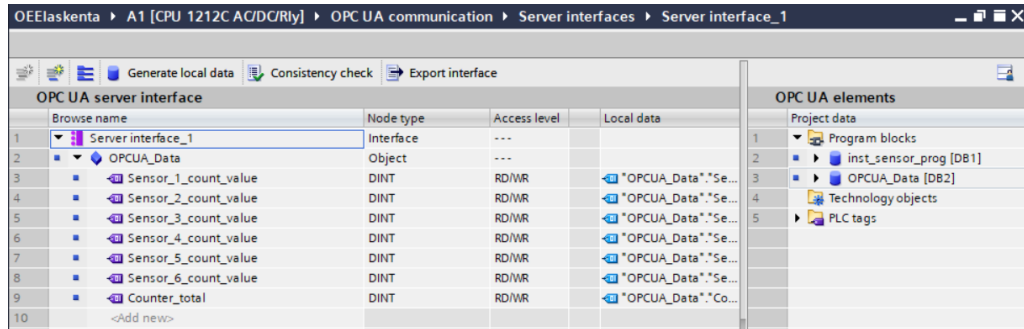 OEElaskenta ▸ A1 [CPU 1212C AC/DC/Rly] ▸ OPC UA communication ▸ Server interfaces ▸ Server interface_1
Generate local data Consistency check Export interface
OPC UA server interface
Browse name Node type Access level Local data
1 Server interface_1 Interface ---
2 OPCUA_Data Object ---
3 Sensor_1_count_value DINT RD/WR "OPCUA_Data"."Se...
4 Sensor_2_count_value DINT RD/WR "OPCUA_Data"."Se...
5 Sensor_3_count_value DINT RD/WR "OPCUA_Data"."Se...
6 Sensor_4_count_value DINT RD/WR "OPCUA_Data"."Se...
7 Sensor_5_count_value DINT RD/WR "OPCUA_Data"."Se...
8 Sensor_6_count_value DINT RD/WR "OPCUA_Data"."Se...
9 Counter_total DINT RD/WR "OPCUA_Data"."Co...
10 <Add new>
OPC UA elements
Project data
1 Program blocks
2 inst_sensor_prog [DB1]
3 OPCUA_Data [DB2]
4 Technology objects
5 PLC tags